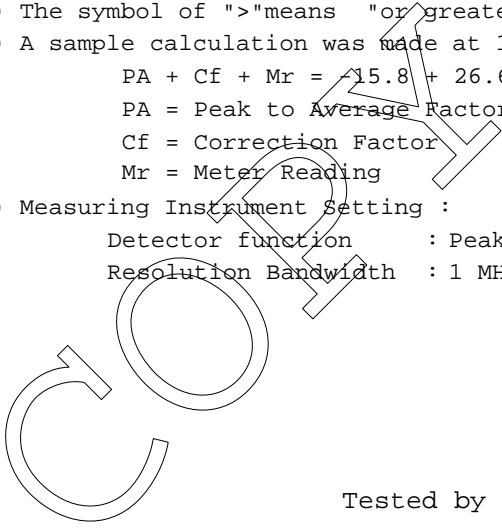 ) The symbol of ">"means "or greate
) A sample calculation was made at 1
PA + Cf + Mr = -15.8 + 26.6
PA = Peak to Average Factor
Cf = Correction Factor
Mr = Meter Reading
) Measuring Instrument Setting :
Detector function : Peak
Resolution Bandwidth : 1 MH
COPY
Tested by